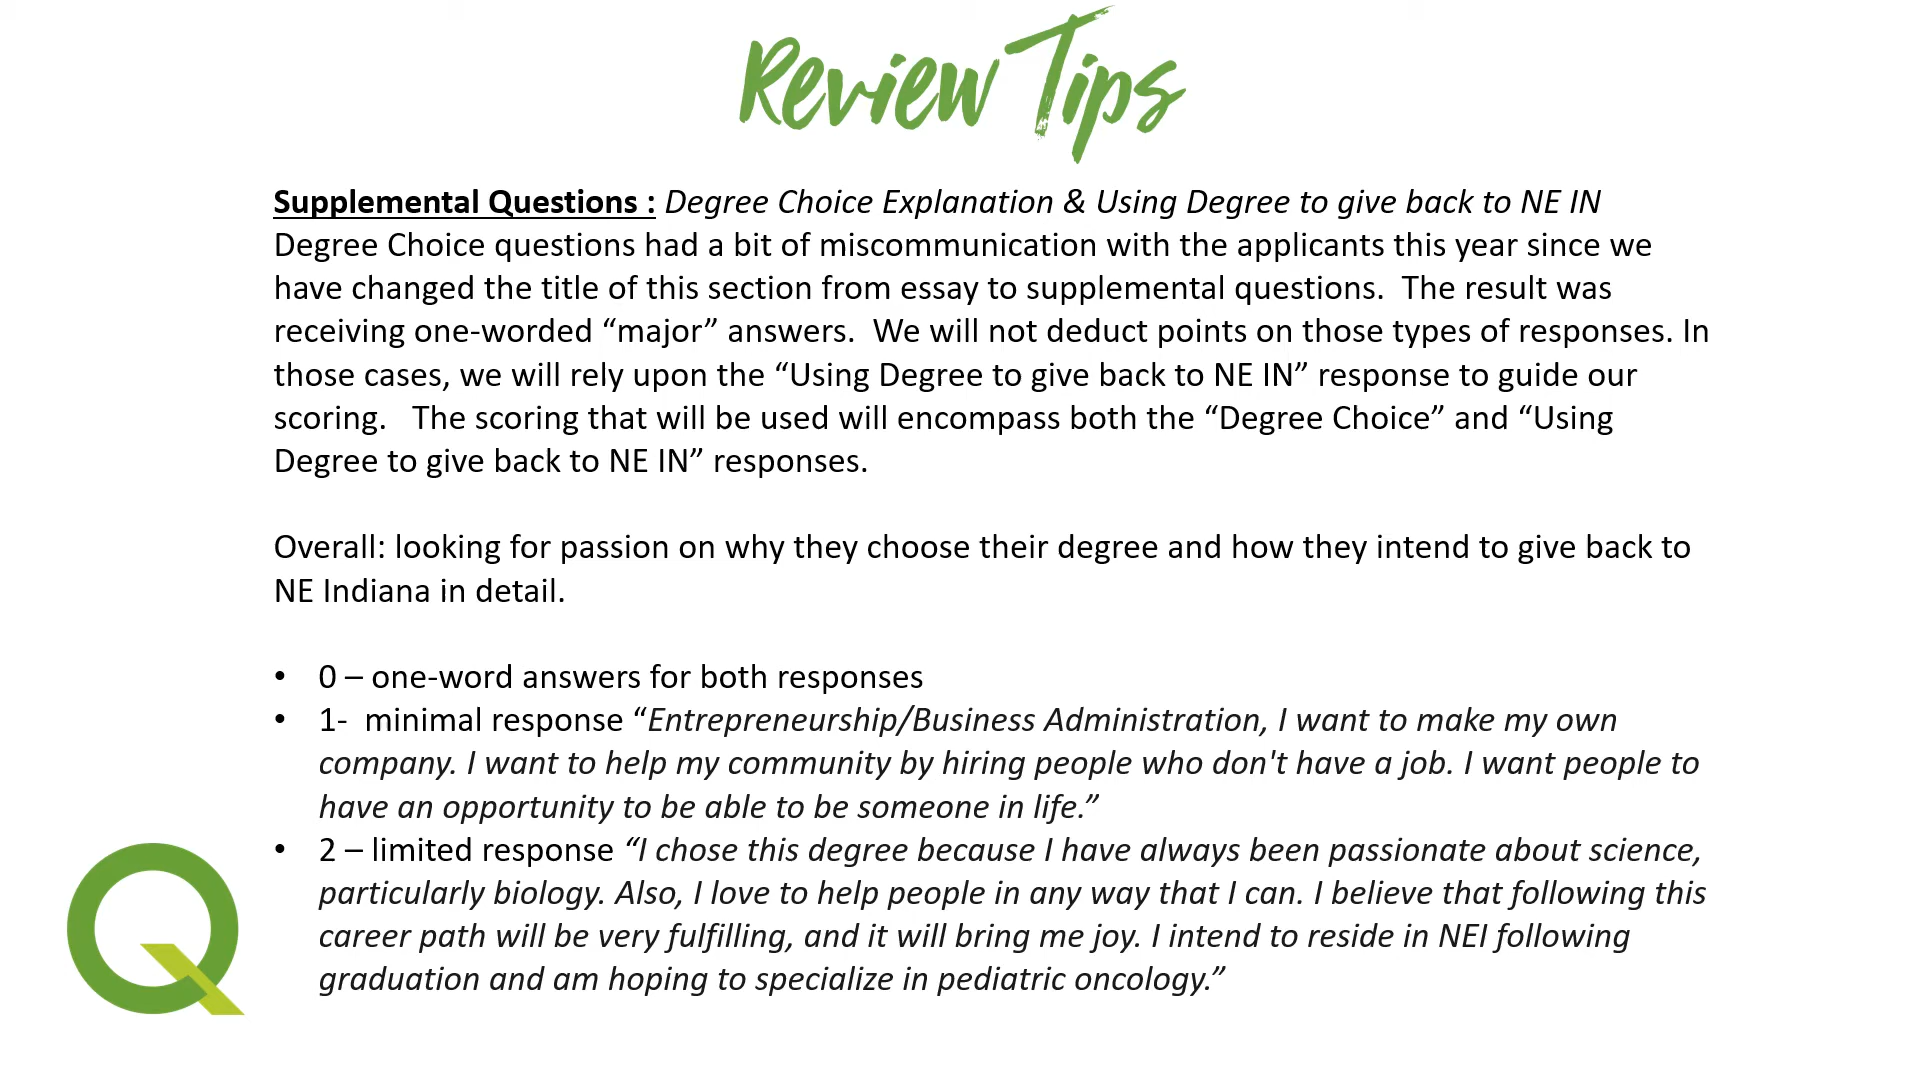 Review Tips
Supplemental Questions : Degree Choice Explanation & Using Degree to give back to NE IN
Degree Choice questions had a bit of miscommunication with the applicants this year since we
have changed the title of this section from essay to supplemental questions.  The result was
receiving one-worded “major” answers.  We will not deduct points on those types of responses. In
those cases, we will rely upon the “Using Degree to give back to NE IN” response to guide our
scoring.   The scoring that will be used will encompass both the “Degree Choice” and “Using
Degree to give back to NE IN” responses.
Overall: looking for passion on why they choose their degree and how they intend to give back to
NE Indiana in detail.
• 0 – one-word answers for both responses
• 1-  minimal response “Entrepreneurship/Business Administration, I want to make my own
company. I want to help my community by hiring people who don't have a job. I want people to
have an opportunity to be able to be someone in life.”
• 2 – limited response “I chose this degree because I have always been passionate about science,
particularly biology. Also, I love to help people in any way that I can. I believe that following this
career path will be very fulfilling, and it will bring me joy. I intend to reside in NEI following
graduation and am hoping to specialize in pediatric oncology.”